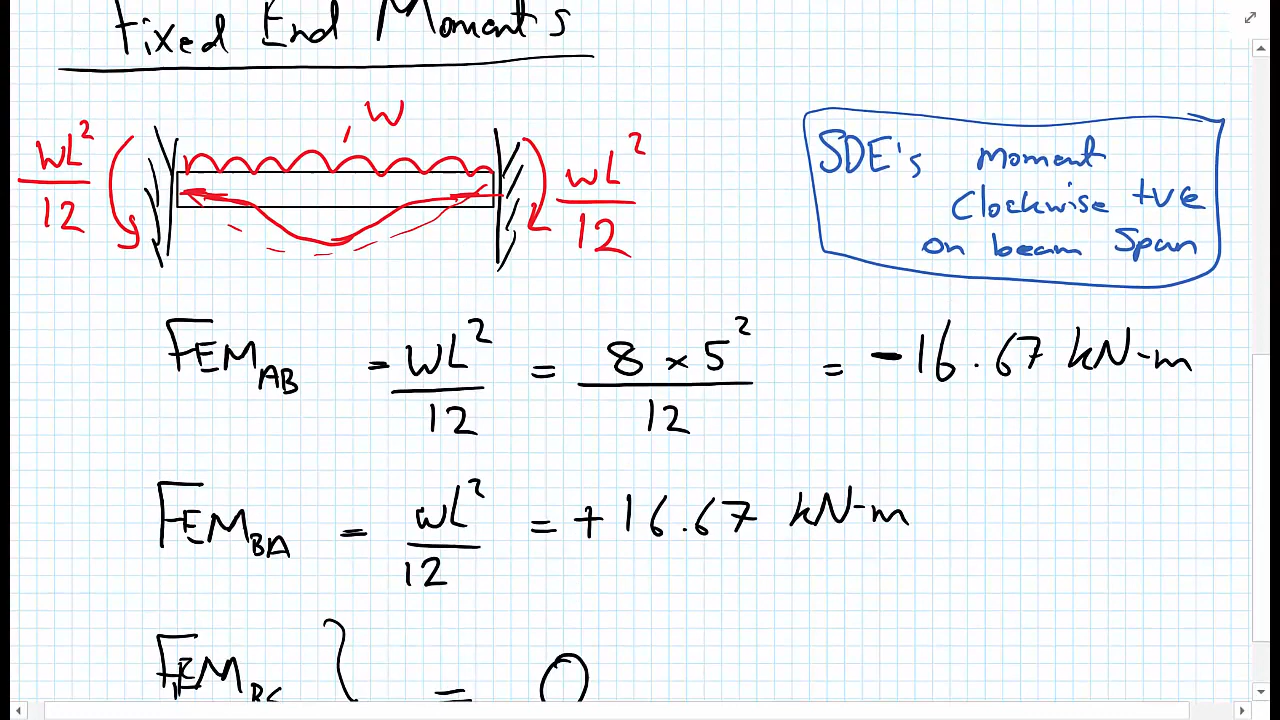 Fixed End Moments
W
wL²/12
wL²/12
SDE's moment
Clockwise +ve
on beam Span
FEM_AB = wL²/12 = 8 × 5²/12 = -16.67 kN-m
FEM_BA = wL²/12 = +16.67 kN-m
FEM_BC } = 0